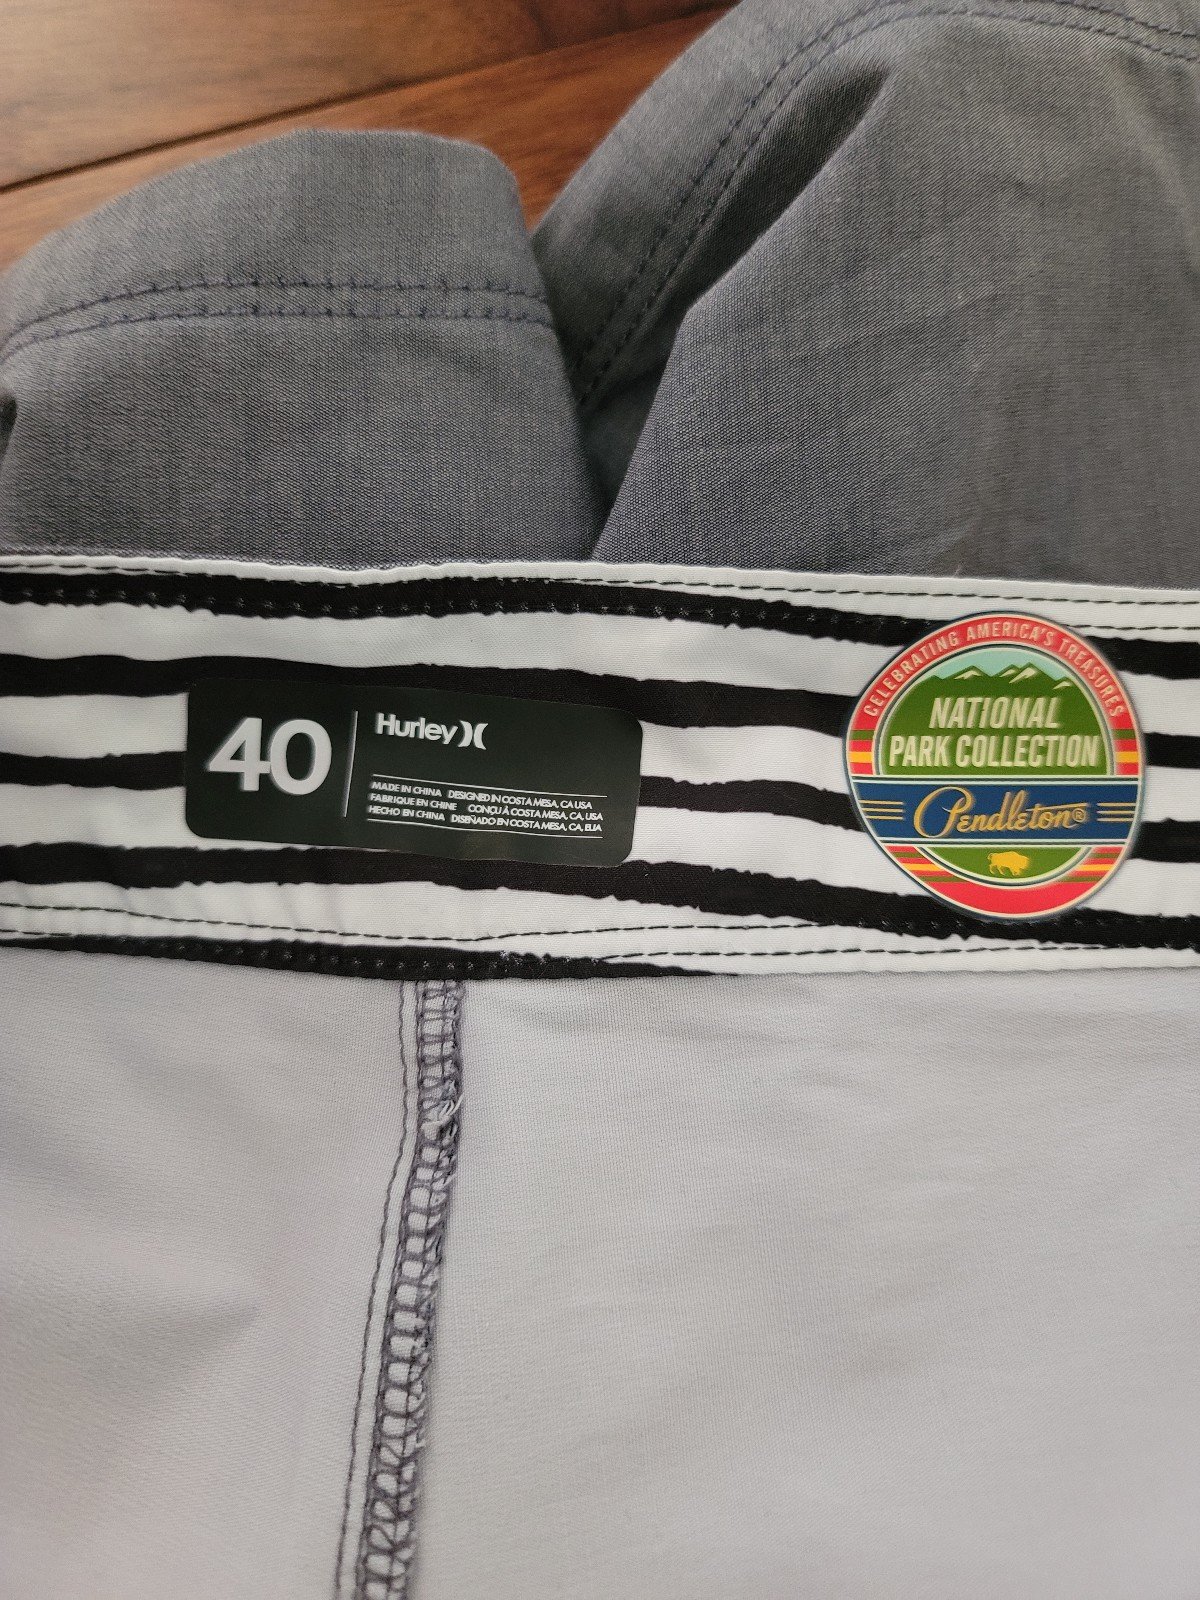 40
Hurley
MADE IN CHINA DESIGNED IN COSTA MESA, CA USA
FABRIQUE EN CHINE CONÇU À COSTA MESA, CA, USA
HECHO EN CHINA DISEÑADO EN COSTA MESA, CA, EUA
CELEBRATING AMERICA'S TREASURES
NATIONAL
PARK COLLECTION
Pendleton®